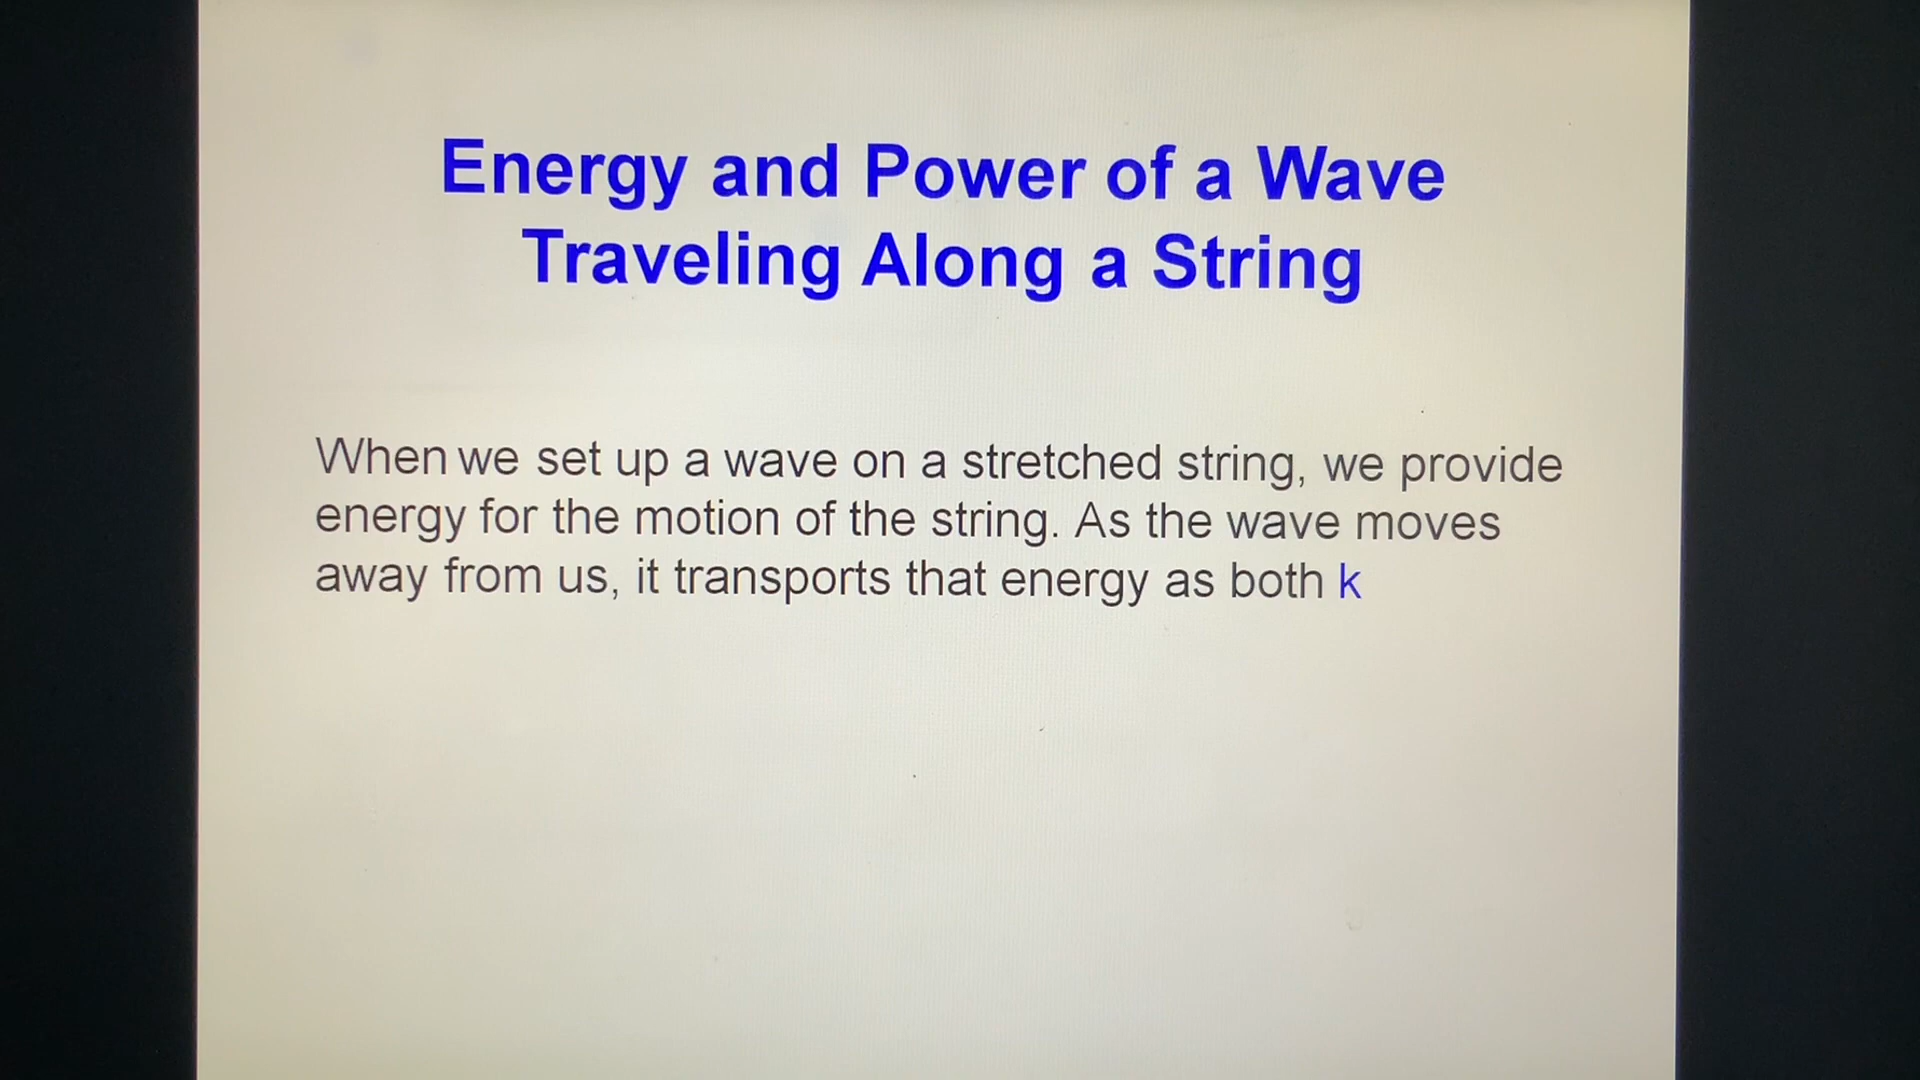 Energy and Power of a Wave
Traveling Along a String
When we set up a wave on a stretched string, we provide
energy for the motion of the string. As the wave moves
away from us, it transports that energy as both k